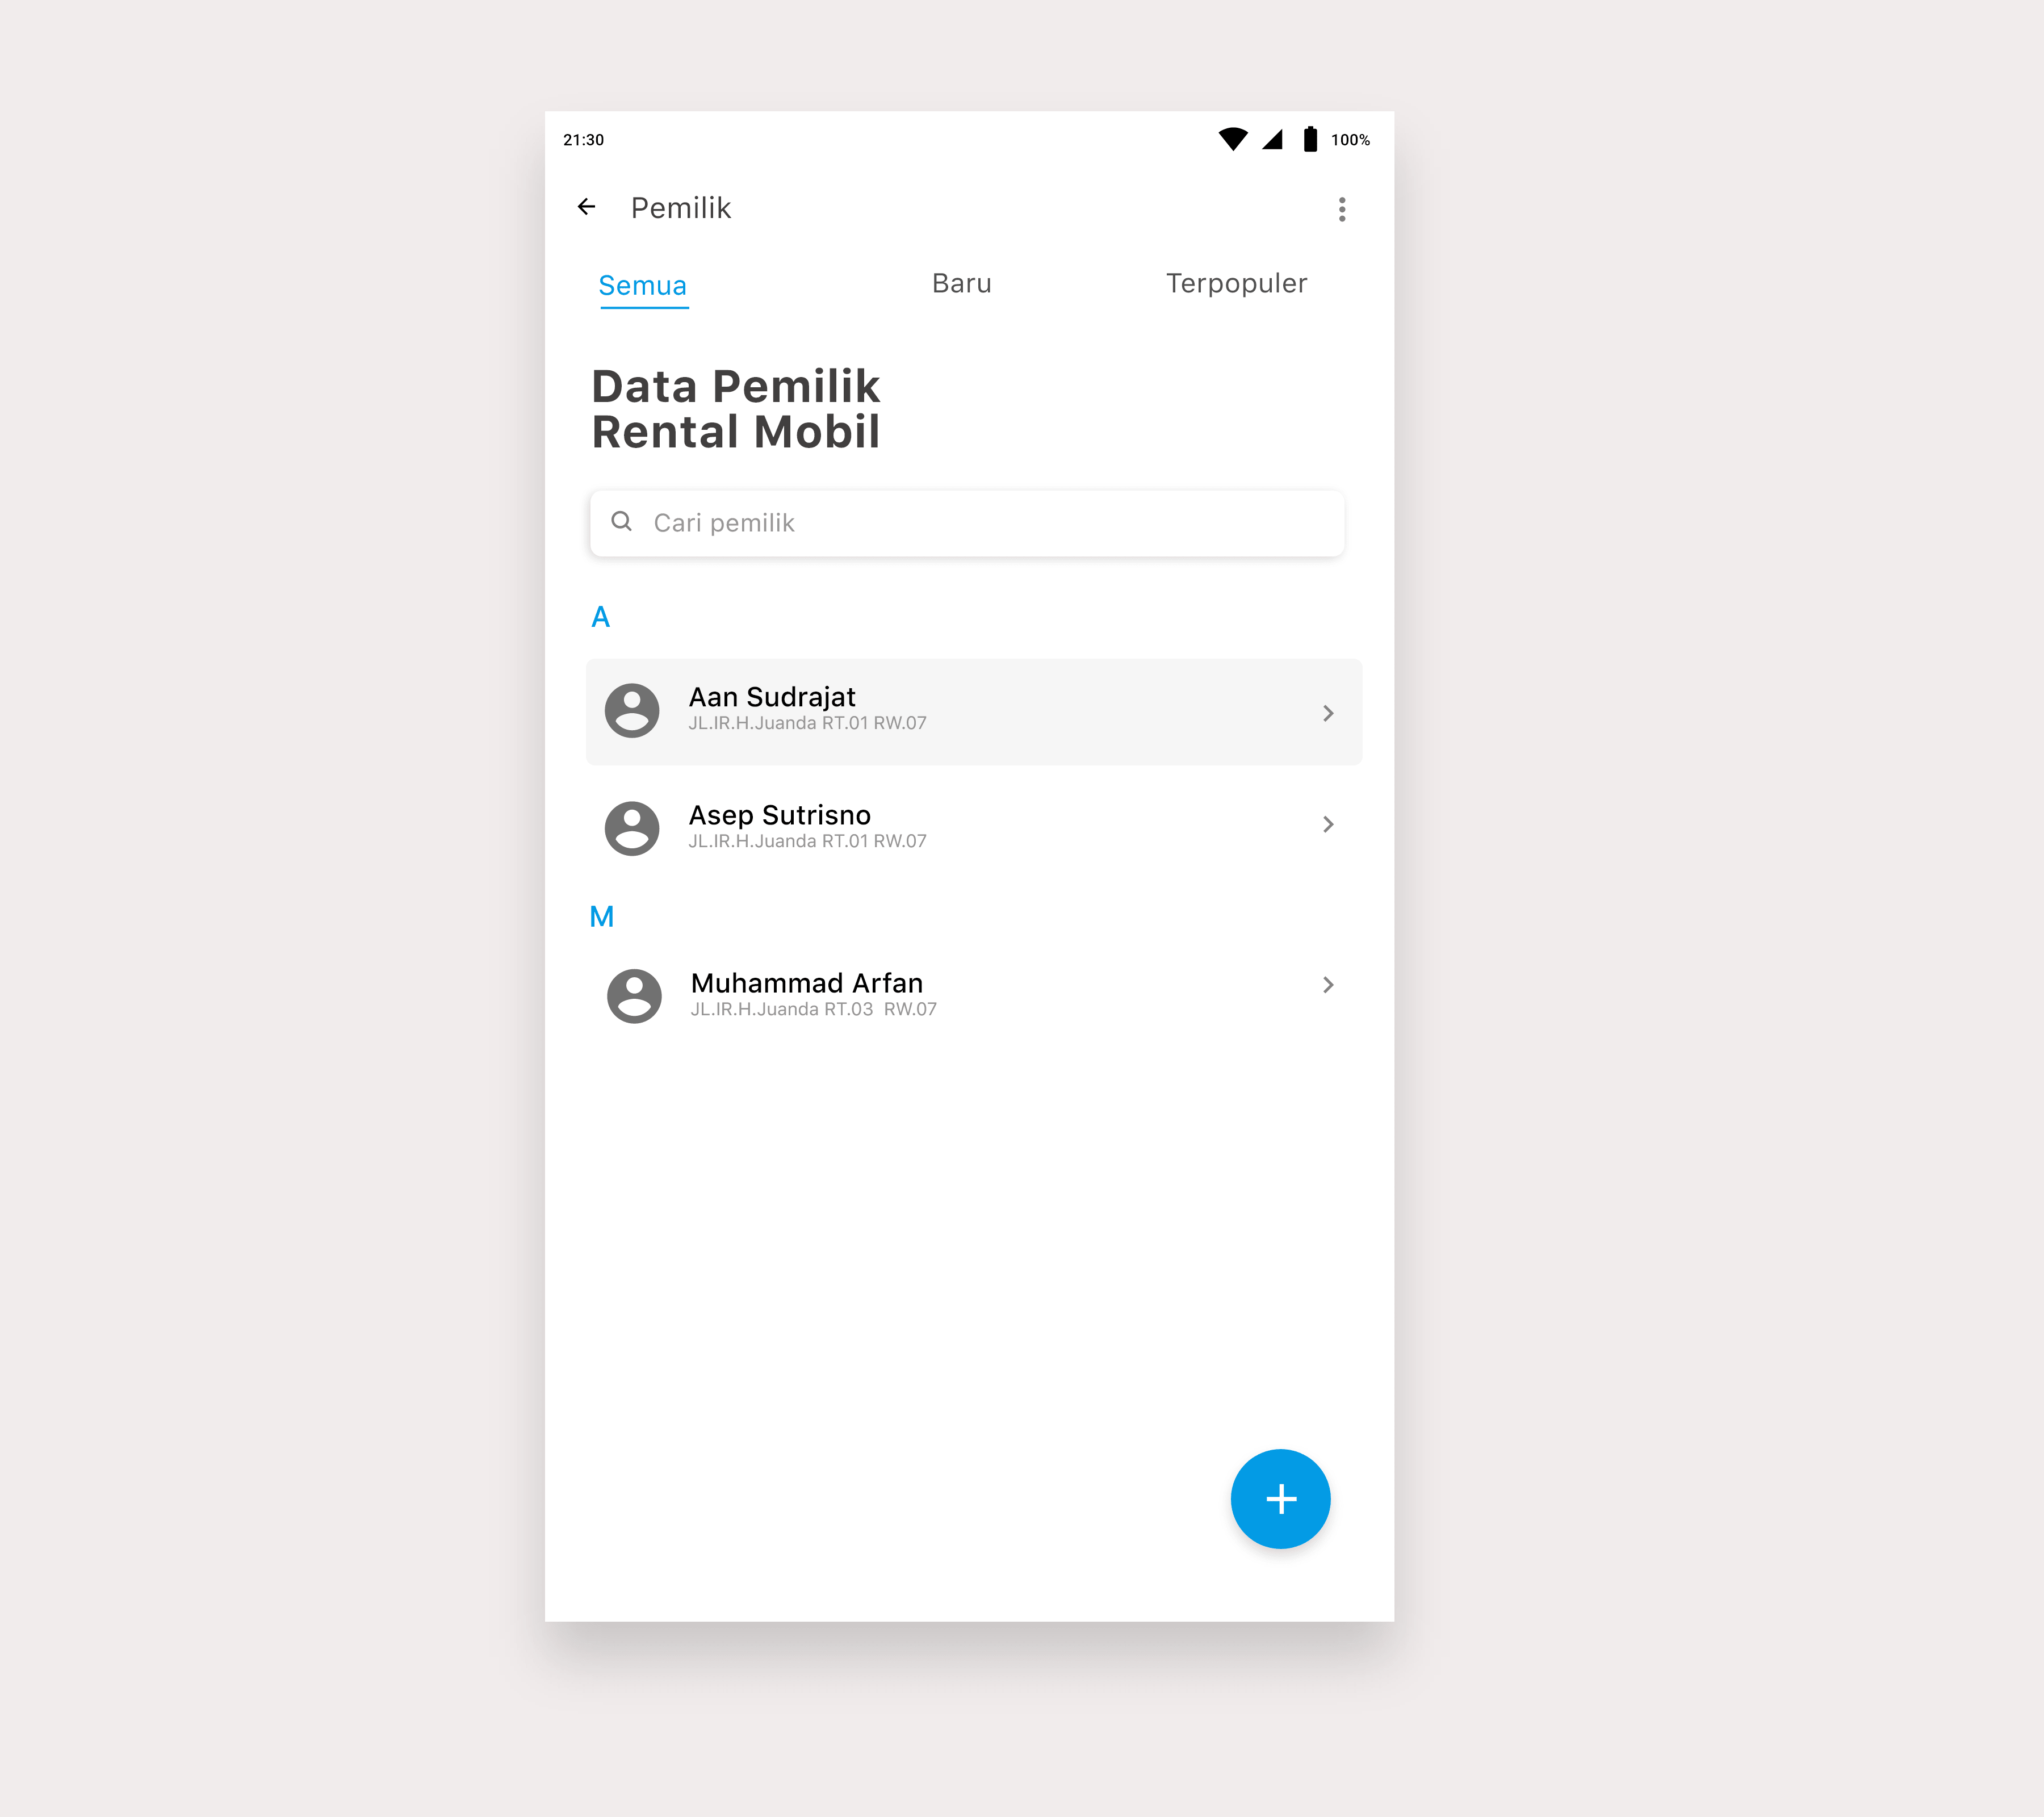 21:30 100%
Pemilik
Semua Baru Terpopuler
Data Pemilik
Rental Mobil
Cari pemilik
A
Aan Sudrajat
JL.IR.H.Juanda RT.01 RW.07
Asep Sutrisno
JL.IR.H.Juanda RT.01 RW.07
M
Muhammad Arfan
JL.IR.H.Juanda RT.03  RW.07